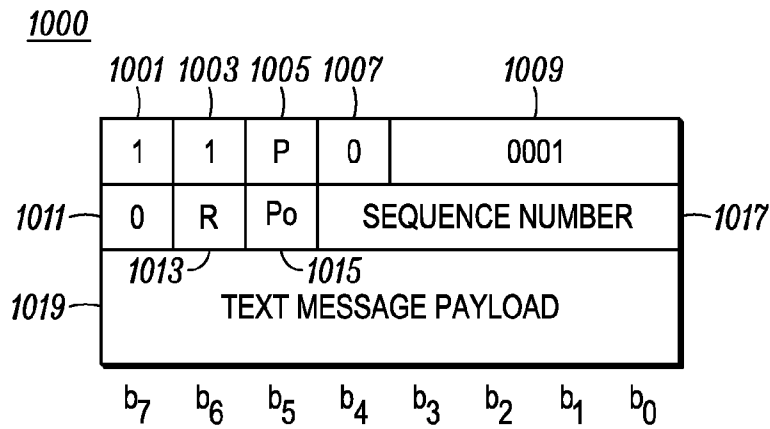 1000
1001 1003 1005 1007 1009
1 1 P 0 0001
1011 0 R Po SEQUENCE NUMBER 1017
1013 1015
1019 TEXT MESSAGE PAYLOAD
b7 b6 b5 b4 b3 b2 b1 b0